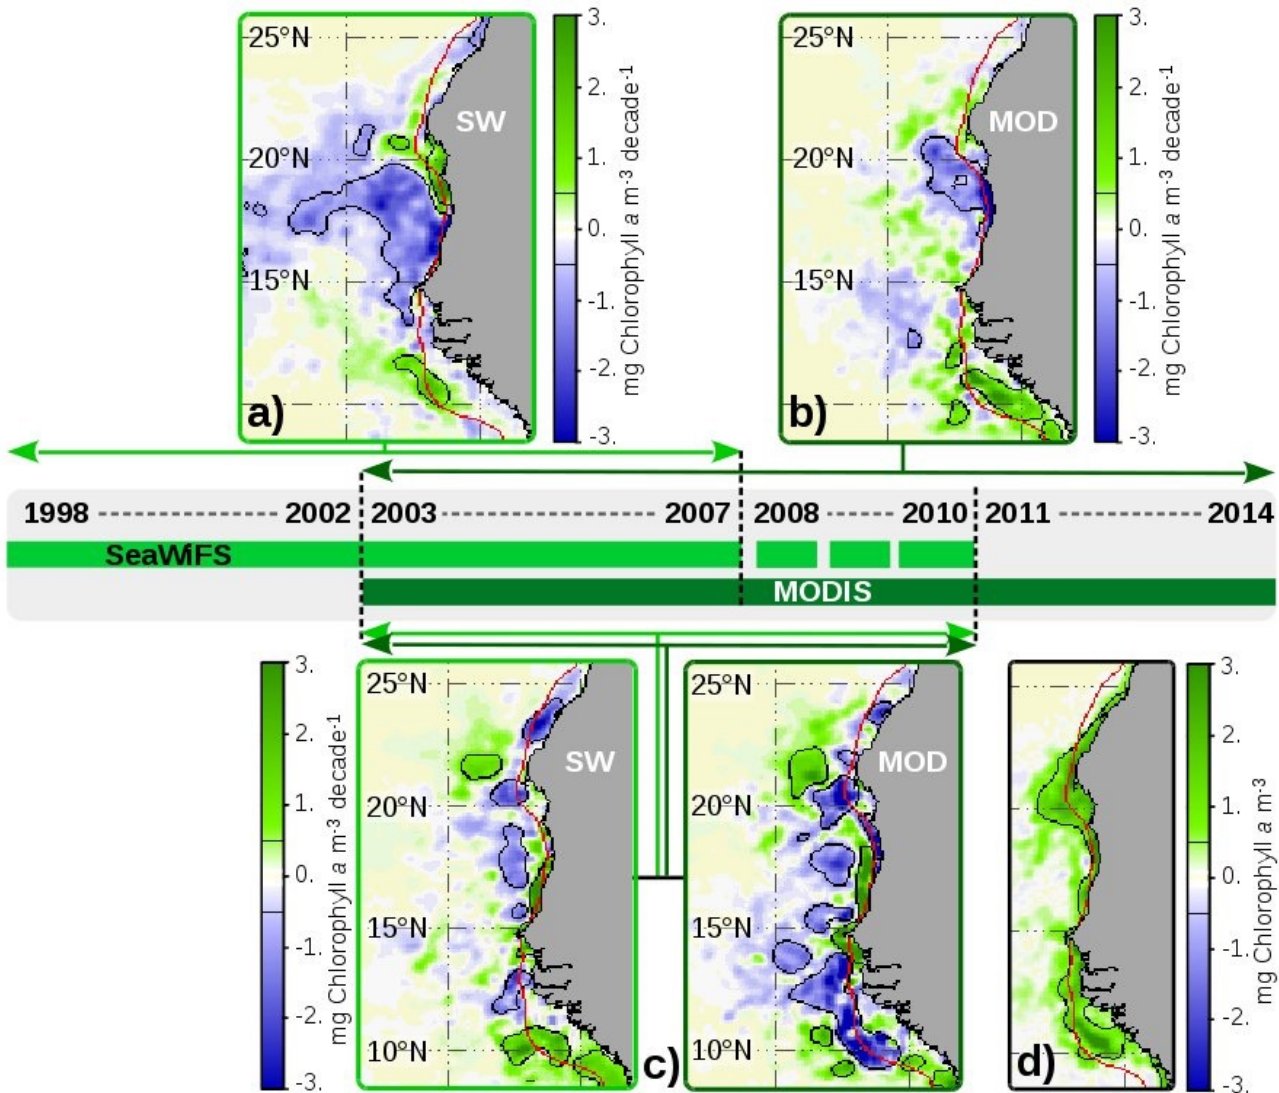 25°N
20°N
15°N
SW
a)
3.
2.
1.
0.
-1.
-2.
-3.
mg Chlorophyll a m⁻³ decade⁻¹
25°N
20°N
15°N
MOD
b)
3.
2.
1.
0.
-1.
-2.
-3.
mg Chlorophyll a m⁻³ decade⁻¹
1998 2002 2003 2007 2008 2010 2011 2014
SeaWiFS
MODIS
3.
2.
1.
0.
-1.
-2.
-3.
mg Chlorophyll a m⁻³ decade⁻¹
25°N
20°N
15°N
10°N
SW
c)
25°N
20°N
15°N
10°N
MOD
d)
3.
2.
1.
0.
-1.
-2.
-3.
mg Chlorophyll a m⁻³